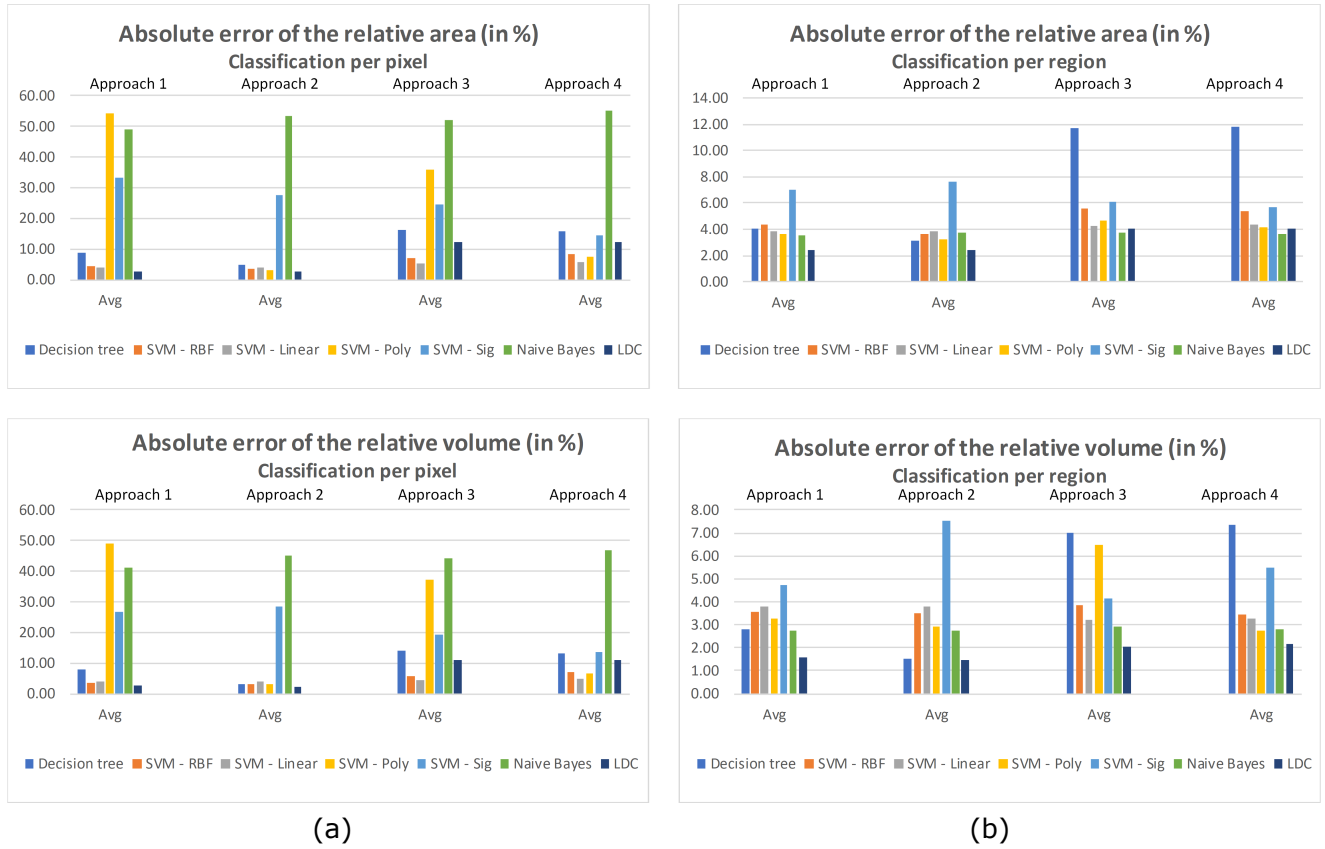 Absolute error of the relative area (in %)
Classification per pixel
Approach 1 Approach 2 Approach 3 Approach 4
60.00
50.00
40.00
30.00
20.00
10.00
0.00
Avg Avg Avg Avg
Decision tree SVM - RBF SVM - Linear SVM - Poly SVM - Sig Naive Bayes LDC
Absolute error of the relative area (in %)
Classification per region
Approach 1 Approach 2 Approach 3 Approach 4
14.00
12.00
10.00
8.00
6.00
4.00
2.00
0.00
Avg Avg Avg Avg
Decision tree SVM - RBF SVM - Linear SVM - Poly SVM - Sig Naive Bayes LDC
Absolute error of the relative volume (in %)
Classification per pixel
Approach 1 Approach 2 Approach 3 Approach 4
60.00
50.00
40.00
30.00
20.00
10.00
0.00
Avg Avg Avg Avg
Decision tree SVM - RBF SVM - Linear SVM - Poly SVM - Sig Naive Bayes LDC
Absolute error of the relative volume (in %)
Classification per region
Approach 1 Approach 2 Approach 3 Approach 4
8.00
7.00
6.00
5.00
4.00
3.00
2.00
1.00
0.00
Avg Avg Avg Avg
Decision tree SVM - RBF SVM - Linear SVM - Poly SVM - Sig Naive Bayes LDC
(a) (b)